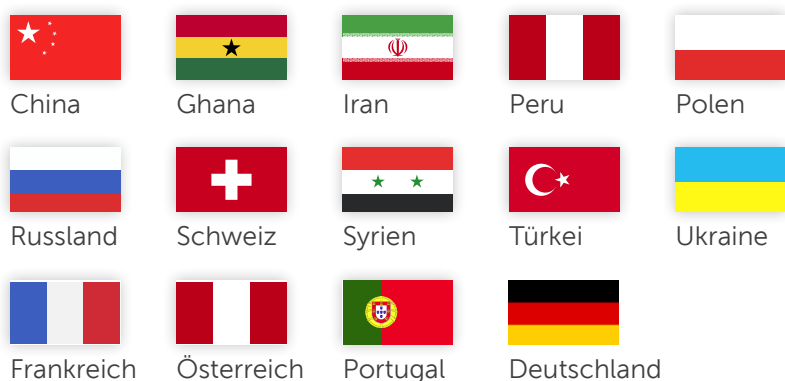 China
Ghana
Iran
Peru
Polen
Russland
Schweiz
Syrien
Türkei
Ukraine
Frankreich
Österreich
Portugal
Deutschland